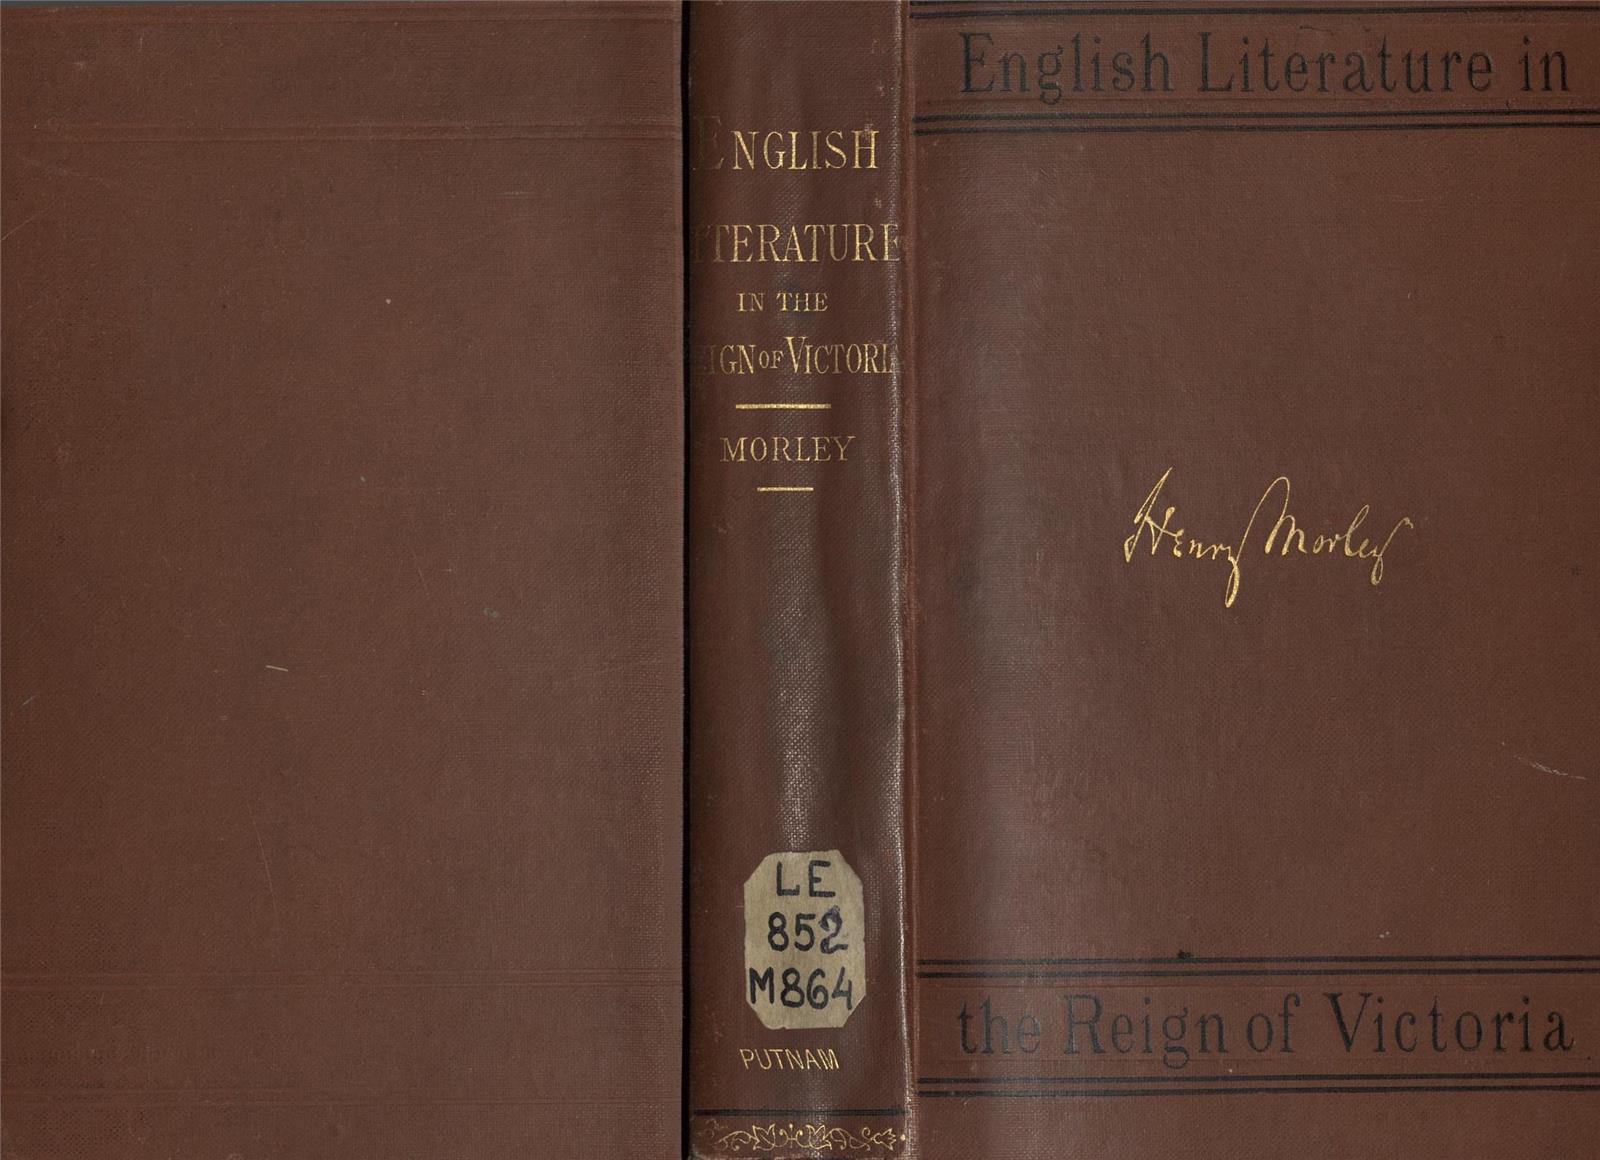 ENGLISH
LITERATURE
IN THE
REIGN OF VICTORIA
MORLEY
LE
852
M864
PUTNAM
English Literature in
Henry Morley
the Reign of Victoria